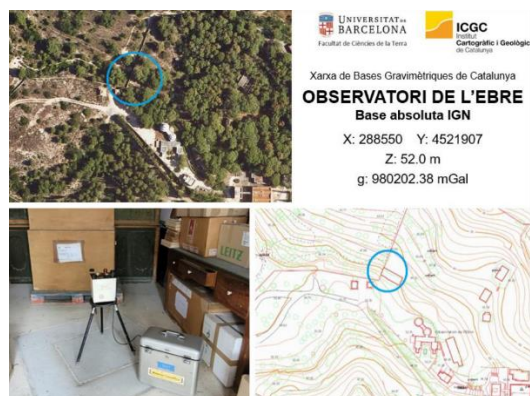 UNIVERSITAT DE
BARCELONA
Facultat de Ciències de la Terra
ICGC
Institut
Cartogràfic i Geològic
de Catalunya
Xarxa de Bases Gravimètriques de Catalunya
OBSERVATORI DE L'EBRE
Base absoluta IGN
X: 288550 Y: 4521907
Z: 52.0 m
g: 980202.38 mGal
LEITZ